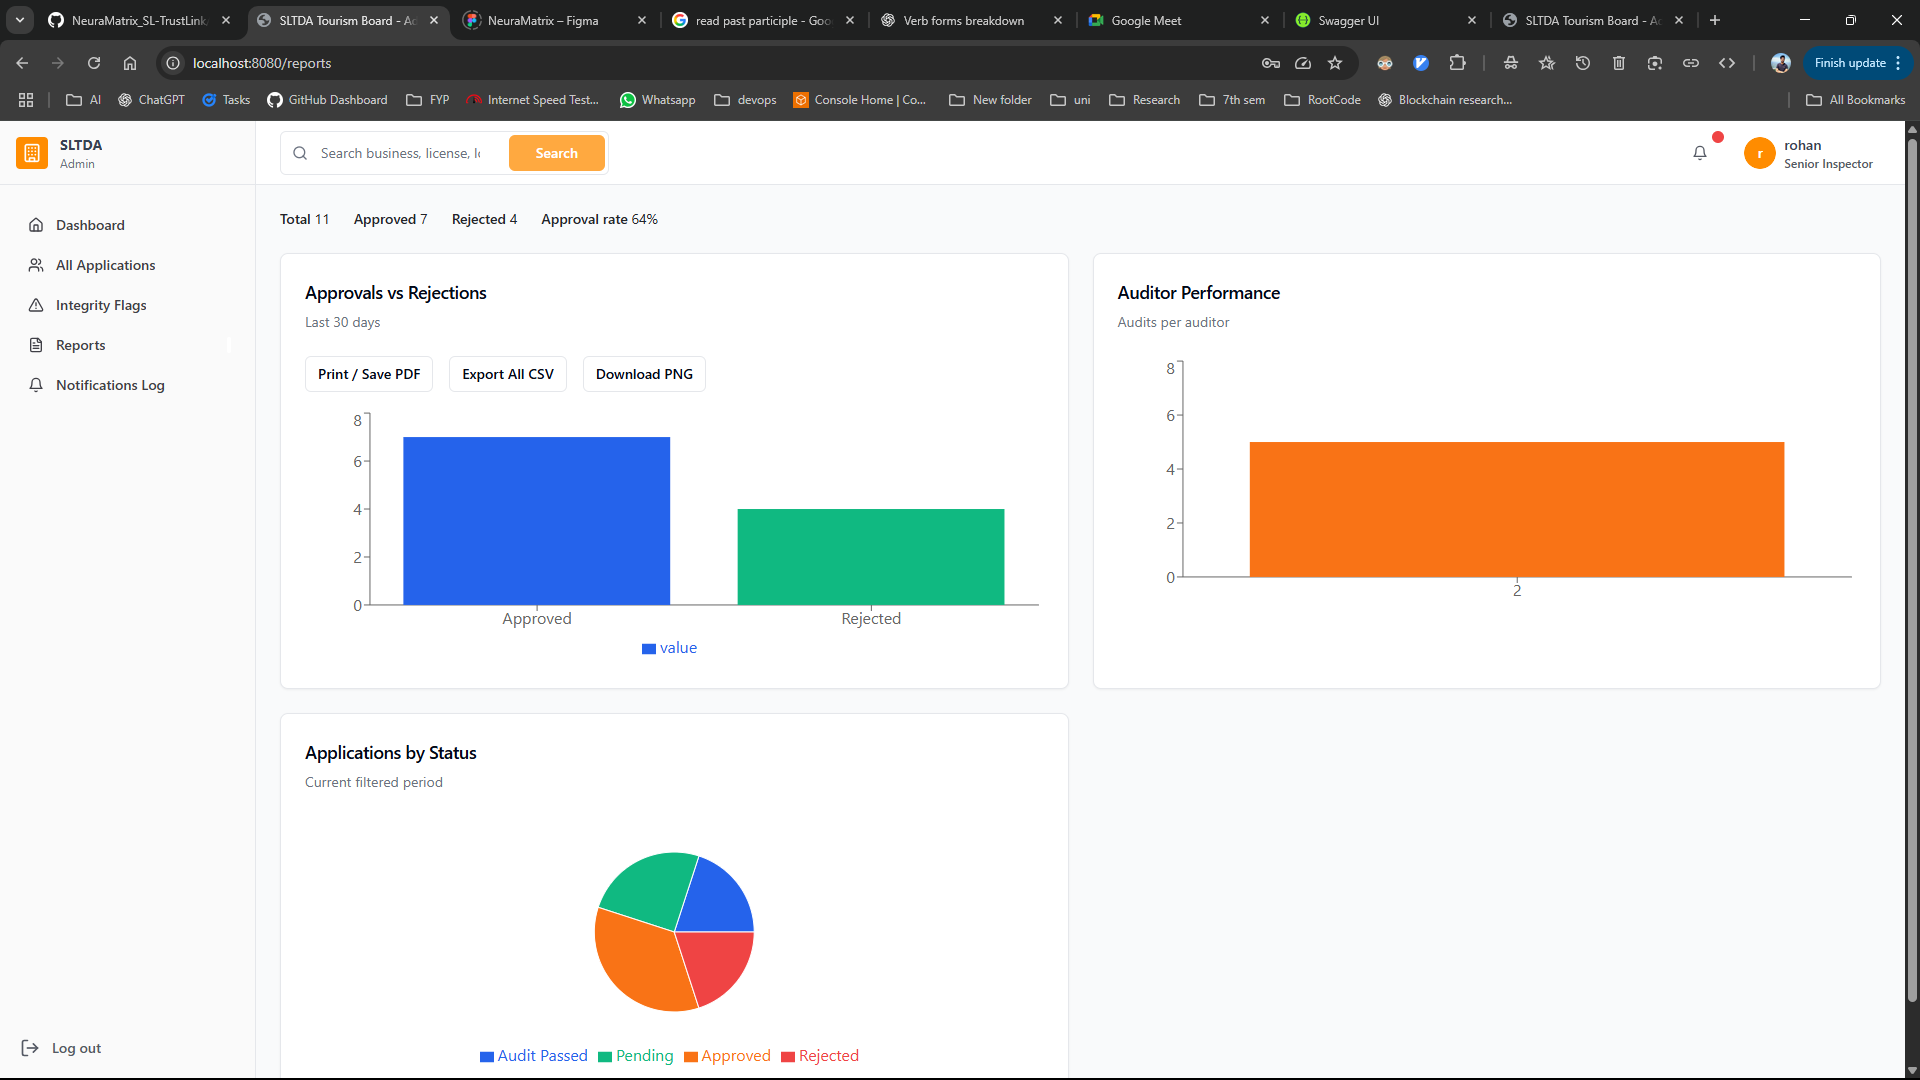 NeuraMatrix_SL-TrustLink
SLTDA Tourism Board - Ad
NeuraMatrix – Figma
read past participle - Goo
Verb forms breakdown
Google Meet
Swagger UI
SLTDA Tourism Board - Ad
localhost:8080/reports
Finish update
AI
ChatGPT
Tasks
GitHub Dashboard
FYP
Internet Speed Test...
Whatsapp
devops
Console Home | Co...
New folder
uni
Research
7th sem
RootCode
Blockchain research...
All Bookmarks
SLTDA
Admin
Search business, license, lo
Search
r
rohan
Senior Inspector
Dashboard
All Applications
Integrity Flags
Reports
Notifications Log
Log out
Total 11 Approved 7 Rejected 4 Approval rate 64%
Approvals vs Rejections
Last 30 days
Print / Save PDF
Export All CSV
Download PNG
8
6
4
2
0
Approved
Rejected
value
Auditor Performance
Audits per auditor
8
6
4
2
0
2
Applications by Status
Current filtered period
Audit Passed Pending Approved Rejected